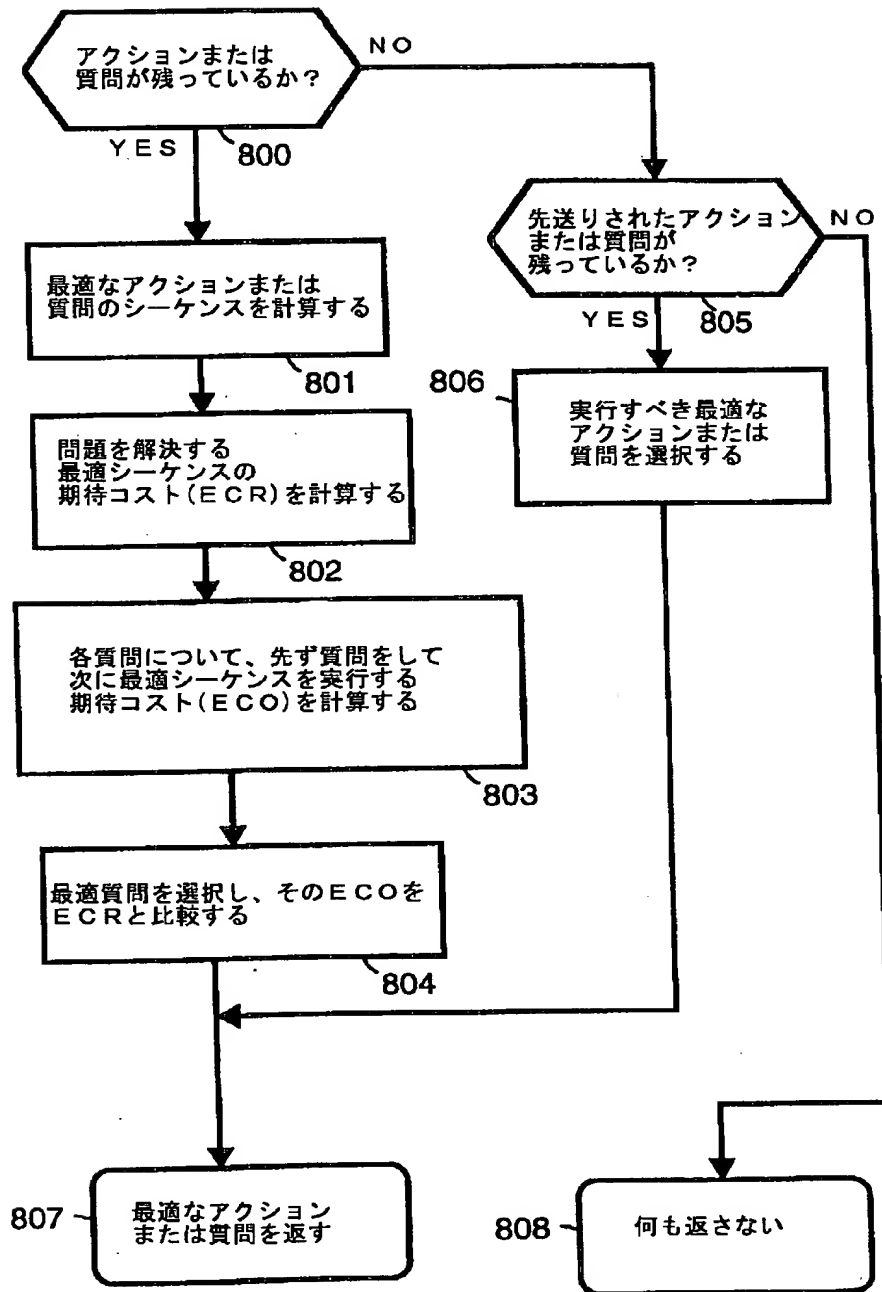 アクションまたは
質問が残っているか?
NO
YES
800
先送りされたアクション
または質問が
残っているか?
NO
YES
805
最適なアクションまたは
質問のシーケンスを計算する
801
806
実行すべき最適な
アクションまたは
質問を選択する
問題を解決する
最適シーケンスの
期待コスト(ECR)を計算する
802
各質問について、先ず質問をして
次に最適シーケンスを実行する
期待コスト(ECO)を計算する
803
最適質問を選択し、そのECOを
ECRと比較する
804
807
最適なアクション
または質問を返す
808
何も返さない